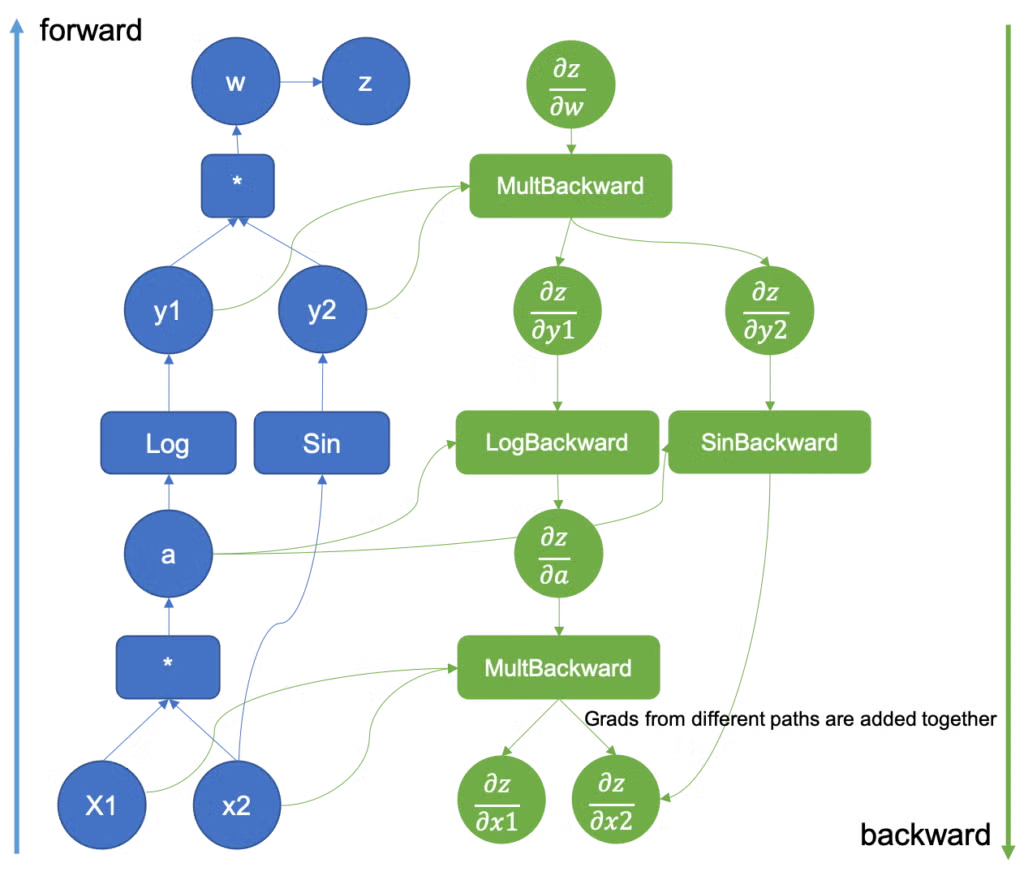 forward
w
z
∂z
∂w
*
MultBackward
y1
y2
∂z
∂y1
∂z
∂y2
Log
Sin
LogBackward
SinBackward
a
∂z
∂a
*
MultBackward
Grads from different paths are added together
X1
x2
∂z
∂x1
∂z
∂x2
backward